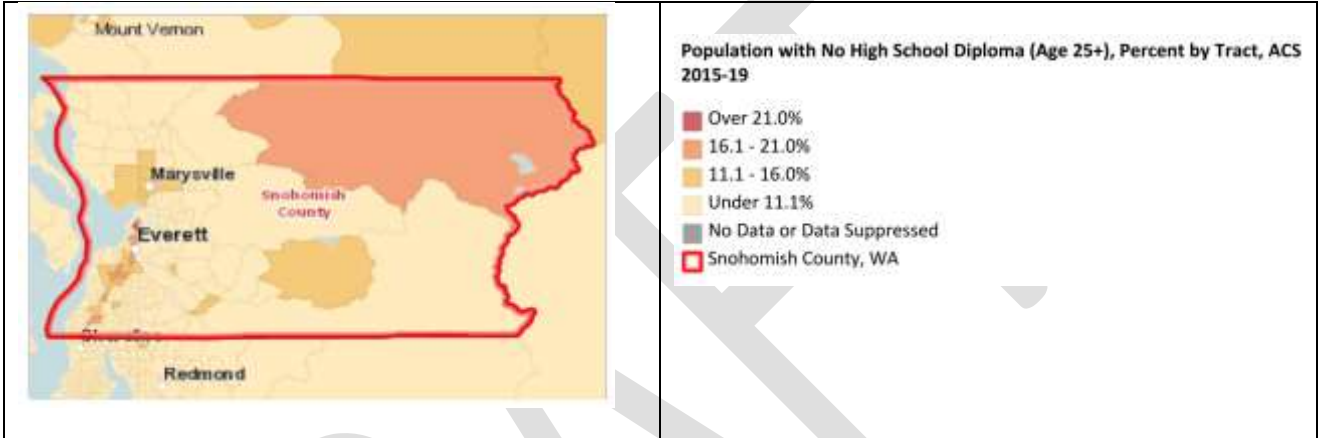 Mount Vernon
Marysville
Snohomish
County
Everett
Redmond
Population with No High School Diploma (Age 25+), Percent by Tract, ACS
2015-19
Over 21.0%
16.1 - 21.0%
11.1 - 16.0%
Under 11.1%
No Data or Data Suppressed
Snohomish County, WA